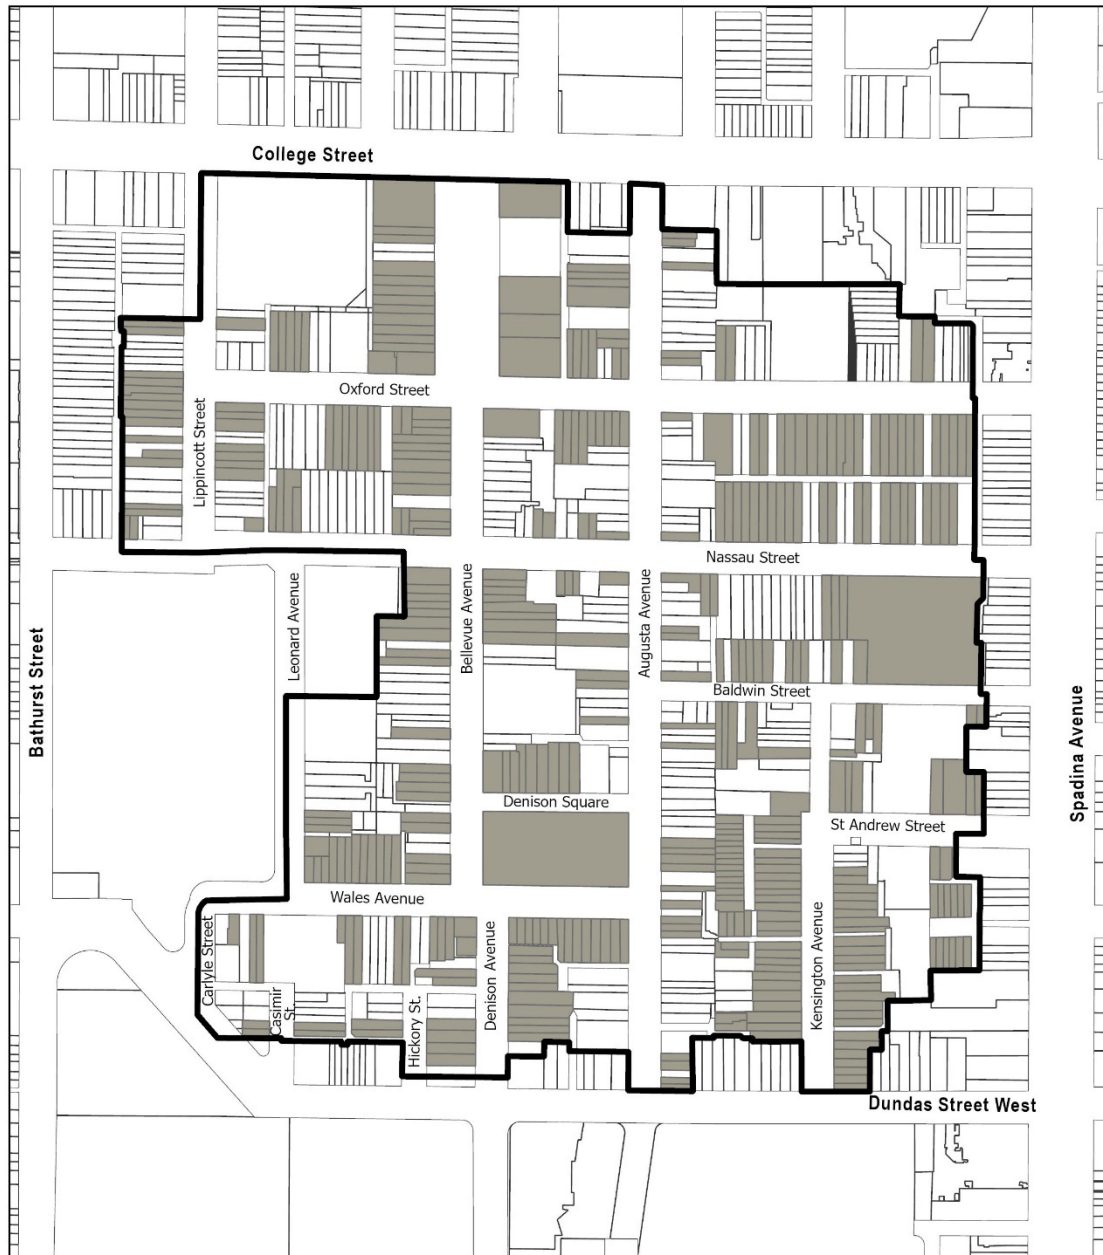 College Street
Oxford Street
Lippincott Street
Nassau Street
Leonard Avenue
Bellevue Avenue
Augusta Avenue
Baldwin Street
Bathurst Street
Spadina Avenue
Denison Square
St Andrew Street
Wales Avenue
Carlyle Street
Casimir
St.
Hickory St.
Denison Avenue
Kensington Avenue
Dundas Street West